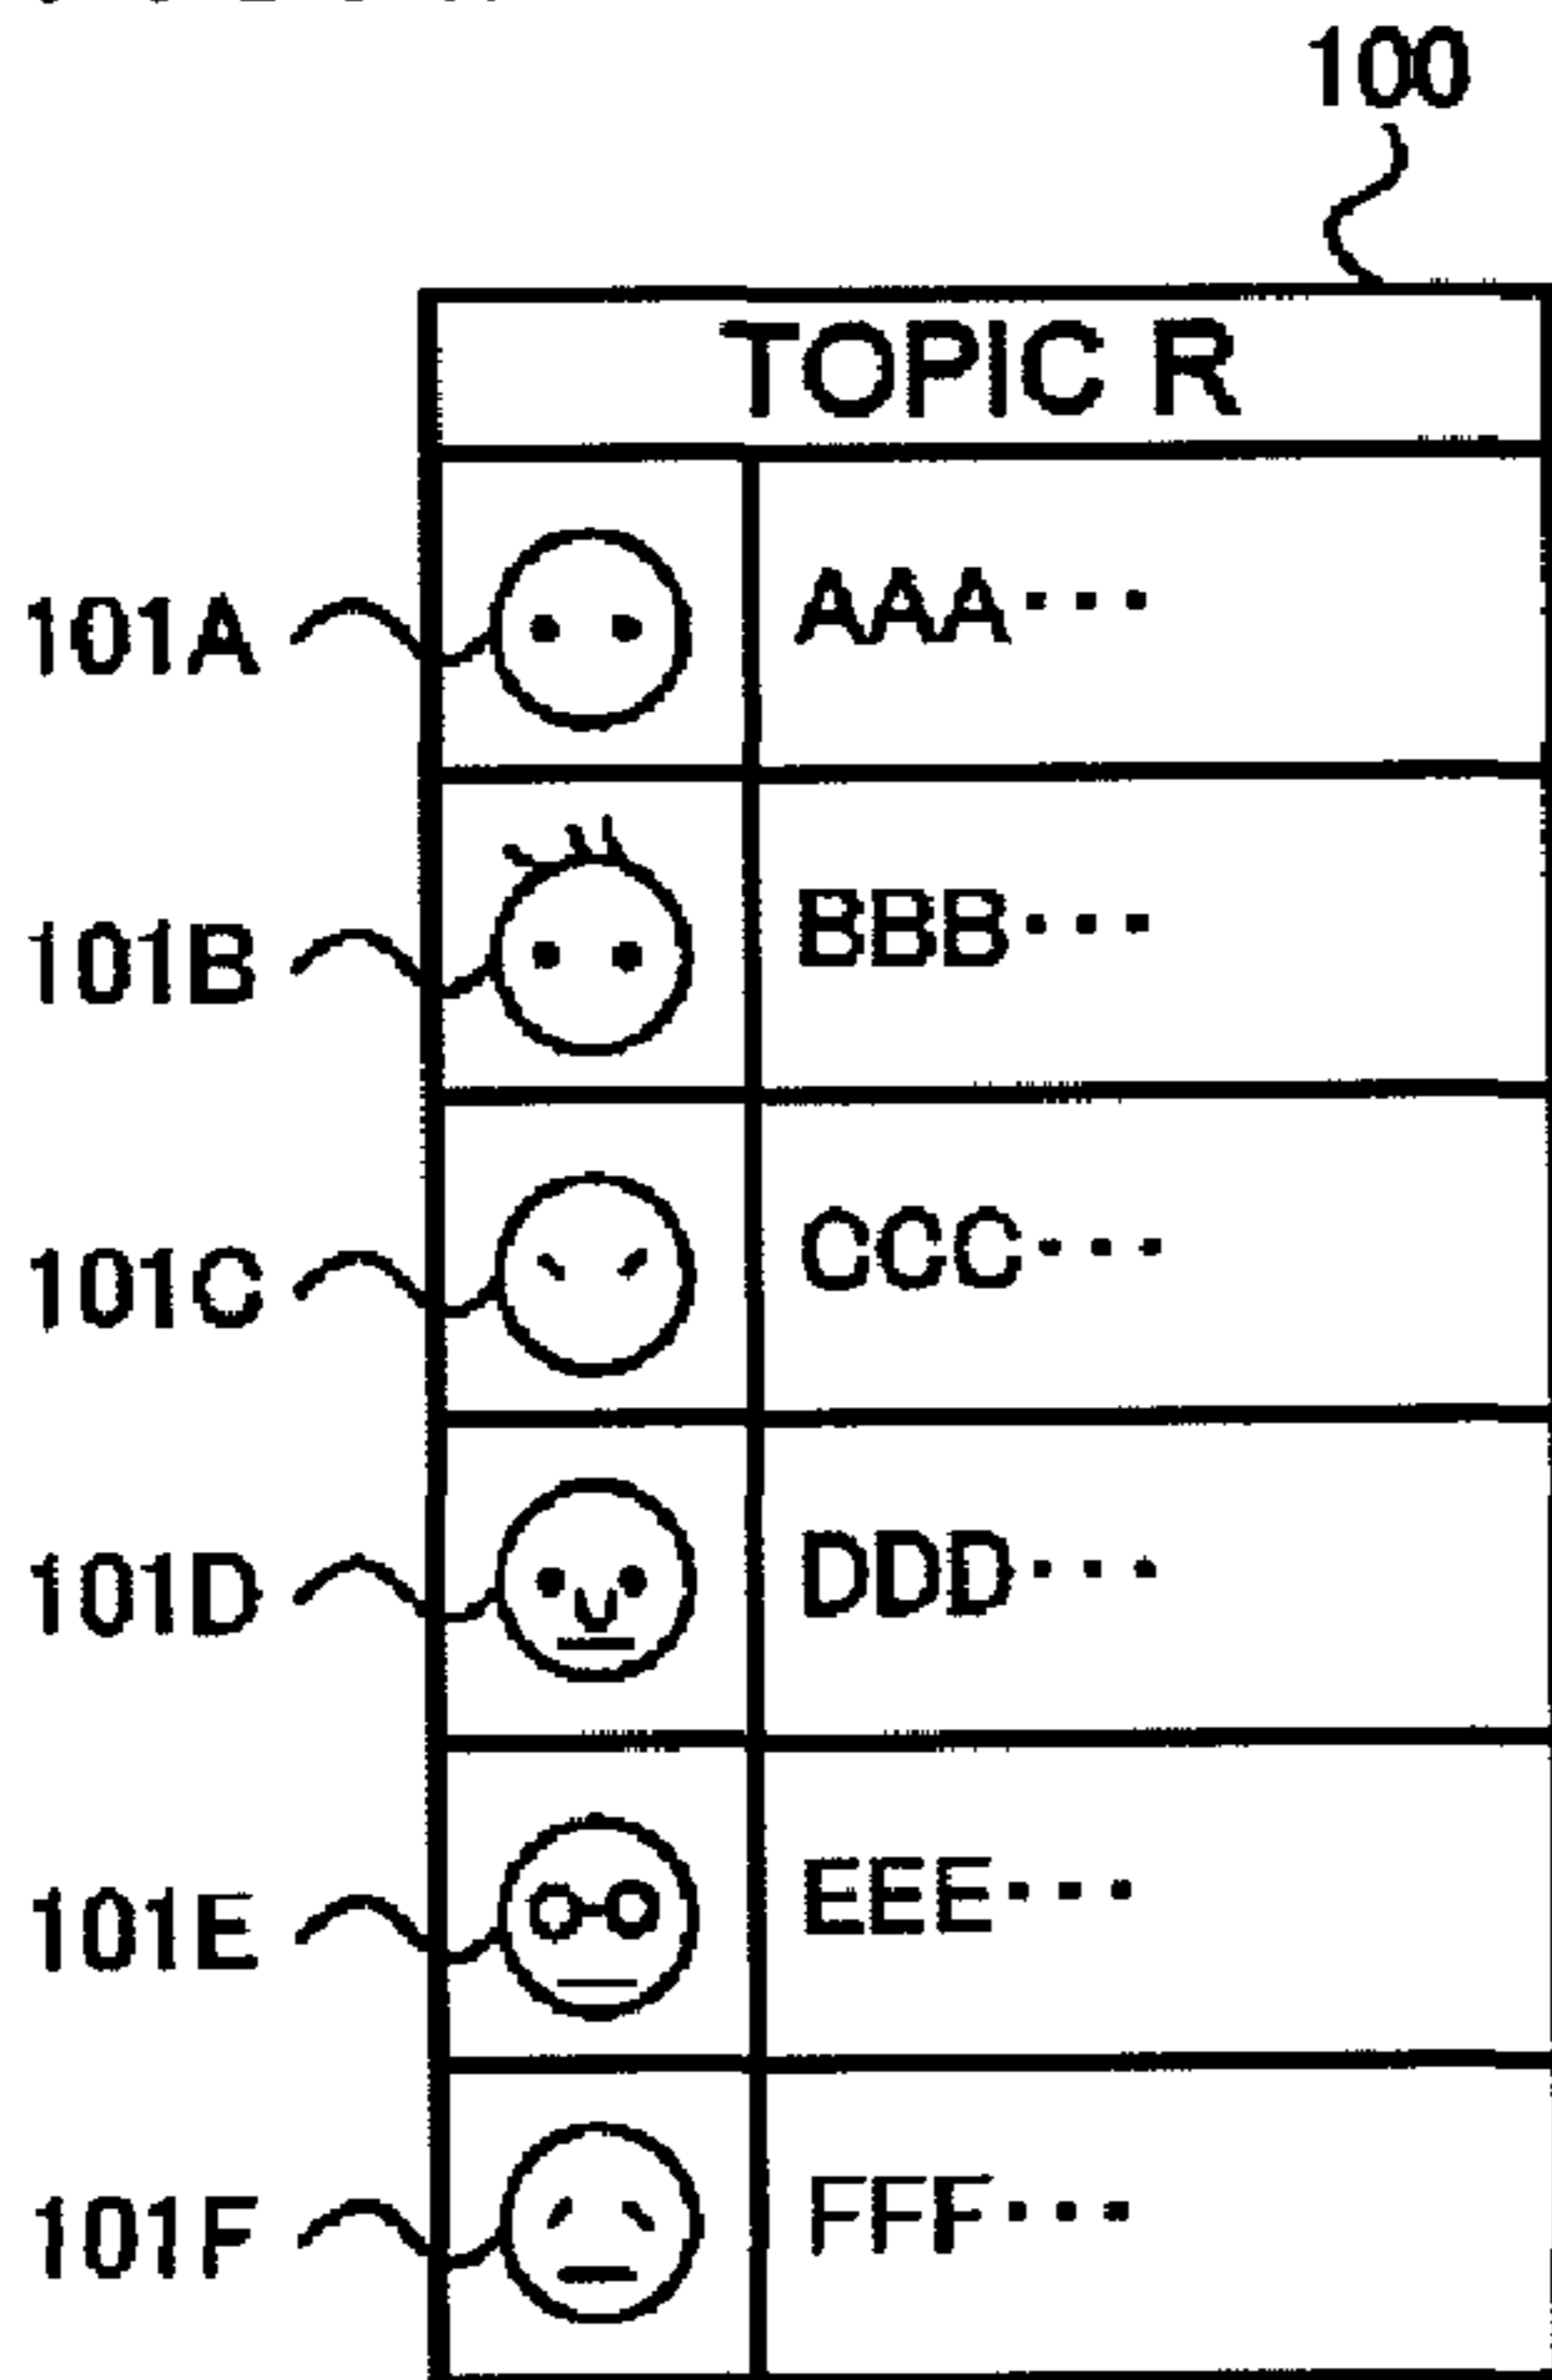 100
TOPIC R
101A AAA···
101B BBB···
101C CCC···
101D DDD···
101E EEE···
101F FFF···